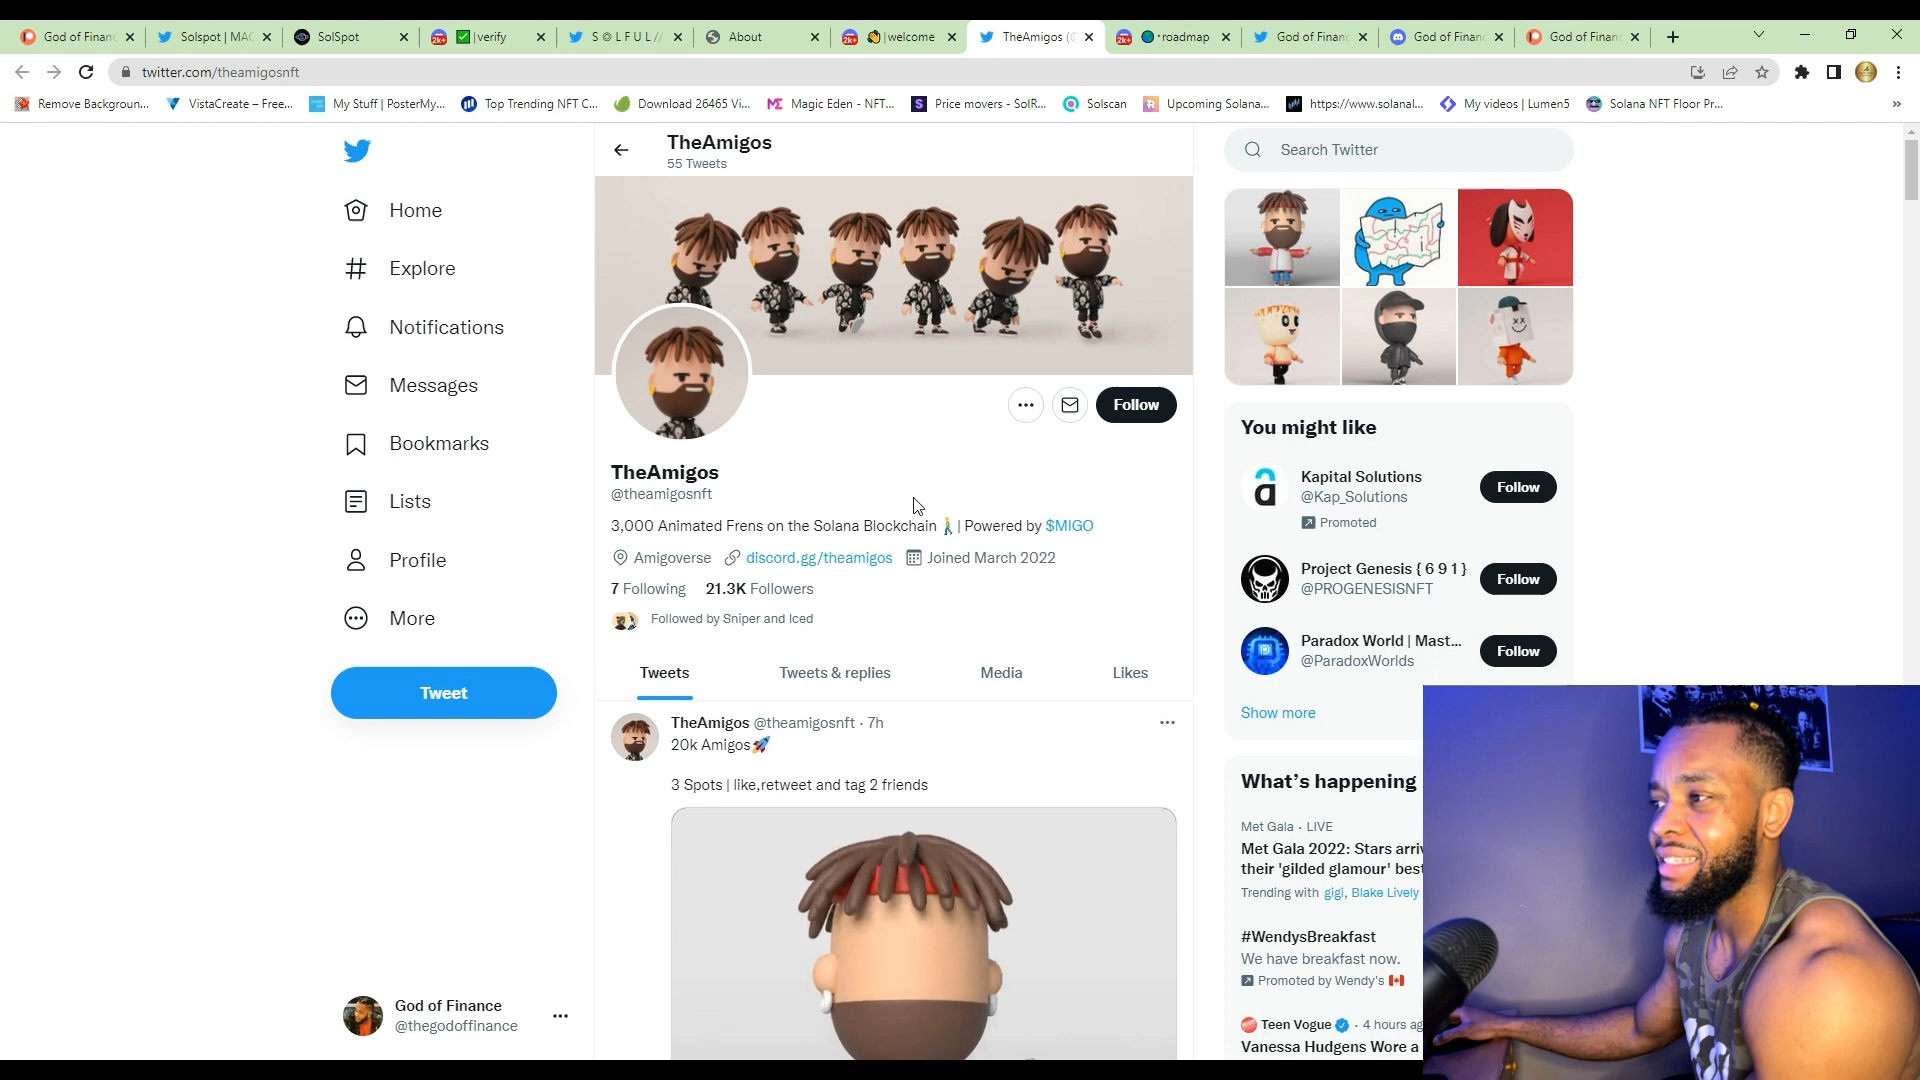 God of Financ
Solspot | MAG
SolSpot
✅|verify
S ⌾ L F U L //
About
👋|welcome
TheAmigos (@
roadmap
God of Financ
God of Financ
God of Financ
twitter.com/theamigosnft
Remove Backgroun...
VistaCreate – Free...
My Stuff | PosterMy...
Top Trending NFT C...
Download 26465 Vi...
Magic Eden - NFT...
Price movers - SolR...
Solscan
Upcoming Solana...
https://www.solanal...
My videos | Lumen5
Solana NFT Floor Pr...
Home
Explore
Notifications
Messages
Bookmarks
Lists
Profile
More
Tweet
God of Finance
@thegodoffinance
TheAmigos
55 Tweets
Follow
TheAmigos
@theamigosnft
3,000 Animated Frens on the Solana Blockchain 🚶| Powered by $MIGO
Amigoverse discord.gg/theamigos Joined March 2022
7 Following 21.3K Followers
Followed by Sniper and Iced
Tweets Tweets & replies Media Likes
TheAmigos @theamigosnft · 7h
20k Amigos🚀
3 Spots | like,retweet and tag 2 friends
Search Twitter
You might like
Kapital Solutions
@Kap_Solutions
Promoted
Follow
Project Genesis { 6 9 1 }
@PROGENESISNFT
Follow
Paradox World | Mast...
@ParadoxWorlds
Follow
Show more
What's happening
Met Gala · LIVE
Met Gala 2022: Stars arriv
their 'gilded glamour' best
Trending with gigi, Blake Lively
#WendysBreakfast
We have breakfast now.
Promoted by Wendy's 🇨🇦
Teen Vogue · 4 hours ag
Vanessa Hudgens Wore a